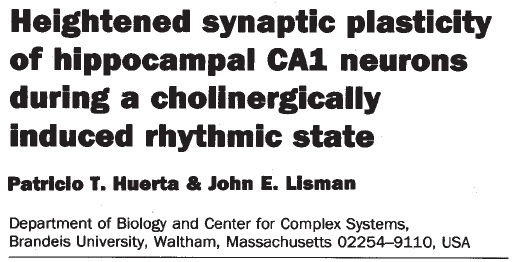 Heightened synaptic plasticity
of hippocampal CA1 neurons
during a cholinergically
induced rhythmic state
Patricio T. Huerta & John E. Lisman
Department of Biology and Center for Complex Systems,
Brandeis University, Waltham, Massachusetts 02254–9110, USA